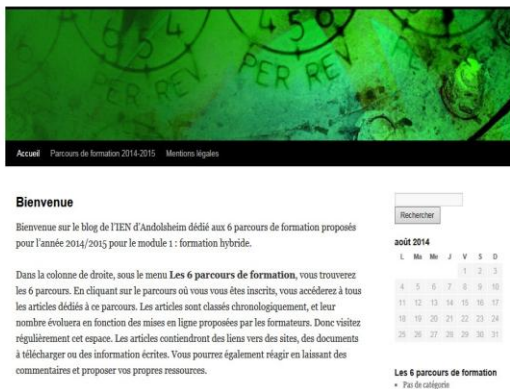 654
450
PER REV
PER REV
Accueil Parcours de formation 2014-2015 Mentions légales
Bienvenue
Bienvenue sur le blog de l'IEN d'Andolsheim dédié aux 6 parcours de formation proposés
pour l'année 2014/2015 pour le module 1 : formation hybride.
Dans la colonne de droite, sous le menu Les 6 parcours de formation, vous trouverez
les 6 parcours. En cliquant sur le parcours où vous vous êtes inscrits, vous accéderez à tous
les articles dédiés à ce parcours. Les articles sont classés chronologiquement, et leur
nombre évoluera en fonction des mises en ligne proposées par les formateurs. Donc visitez
régulièrement cet espace. Les articles contiendront des liens vers des sites, des documents
à télécharger ou des information écrites. Vous pourrez également réagir en laissant des
commentaires et proposer vos propres ressources.
Rechercher
août 2014
L Ma Me J V S D
1 2 3
4 5 6 7 8 9 10
11 12 13 14 15 16 17
18 19 20 21 22 23 24
25 26 27 28 29 30 31
Les 6 parcours de formation
Pas de catégorie